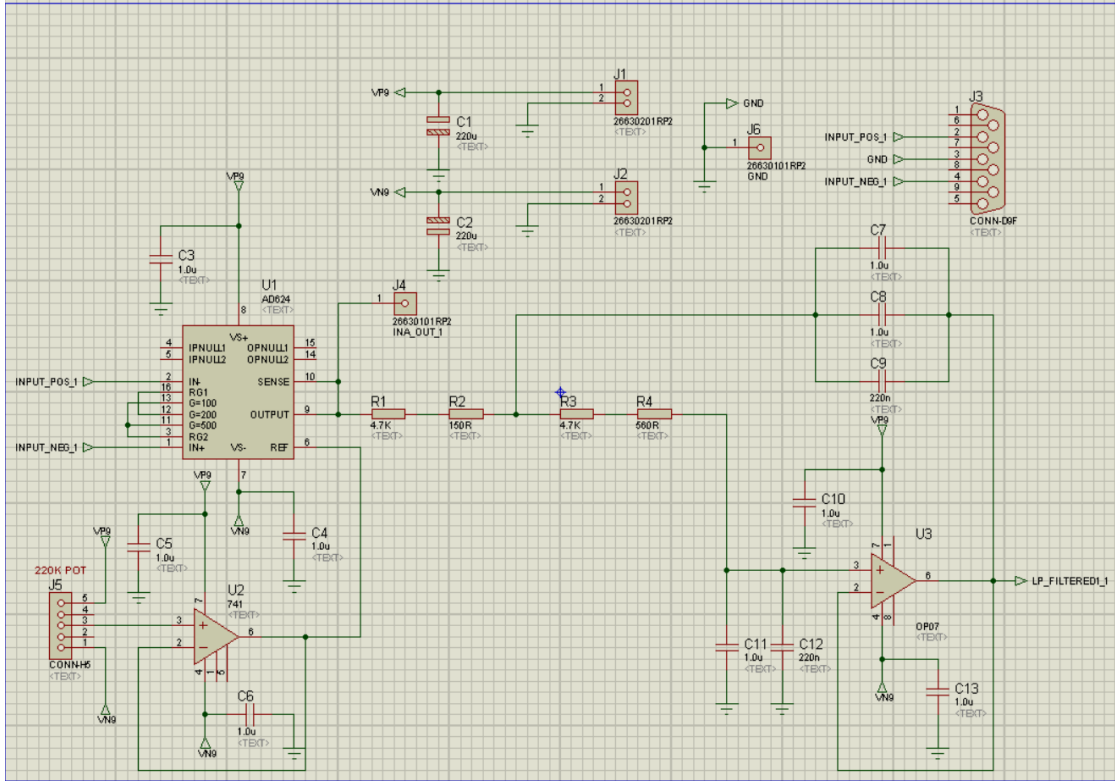 VP9
J1
1
2
26630201RP2
<TEXT>
C1
220u
<TEXT>
GND
J6
1
26630101RP2
GND
<TEXT>
J3
1
6
2
7
3
8
4
9
5
INPUT_POS_1
GND
INPUT_NEG_1
CONN-D9F
<TEXT>
VN9
J2
1
2
26630201RP2
<TEXT>
C2
220u
<TEXT>
VP9
C3
1.0u
<TEXT>
U1
AD624
<TEXT>
8
VS+
J4
1
26630101RP2
INA_OUT_1
C7
1.0u
<TEXT>
C8
1.0u
<TEXT>
C9
220n
<TEXT>
4 IPNULL1 OPNULL1 15
5 IPNULL2 OPNULL2 14
INPUT_POS_1 2 IN- SENSE 10
16 RG1
13 G=100
12 G=200 OUTPUT 9
11 G=500
3 RG2
INPUT_NEG_1 1 IN+ VS- REF 6
7
VN9
R1
4.7K
<TEXT>
R2
150R
<TEXT>
R3
4.7K
<TEXT>
R4
560R
<TEXT>
VP9
C5
1.0u
<TEXT>
C4
1.0u
<TEXT>
VP9
C10
1.0u
<TEXT>
VP9
220K POT
J5
5
4
3
2
1
CONN-H5
<TEXT>
VN9
U2
741
<TEXT>
7
3
2
6
4
1
5
C6
1.0u
<TEXT>
VN9
U3
7
1
3
2
6
4
8
OP07
<TEXT>
LP_FILTERED1_1
C11
1.0u
<TEXT>
C12
220n
<TEXT>
VN9
C13
1.0u
<TEXT>